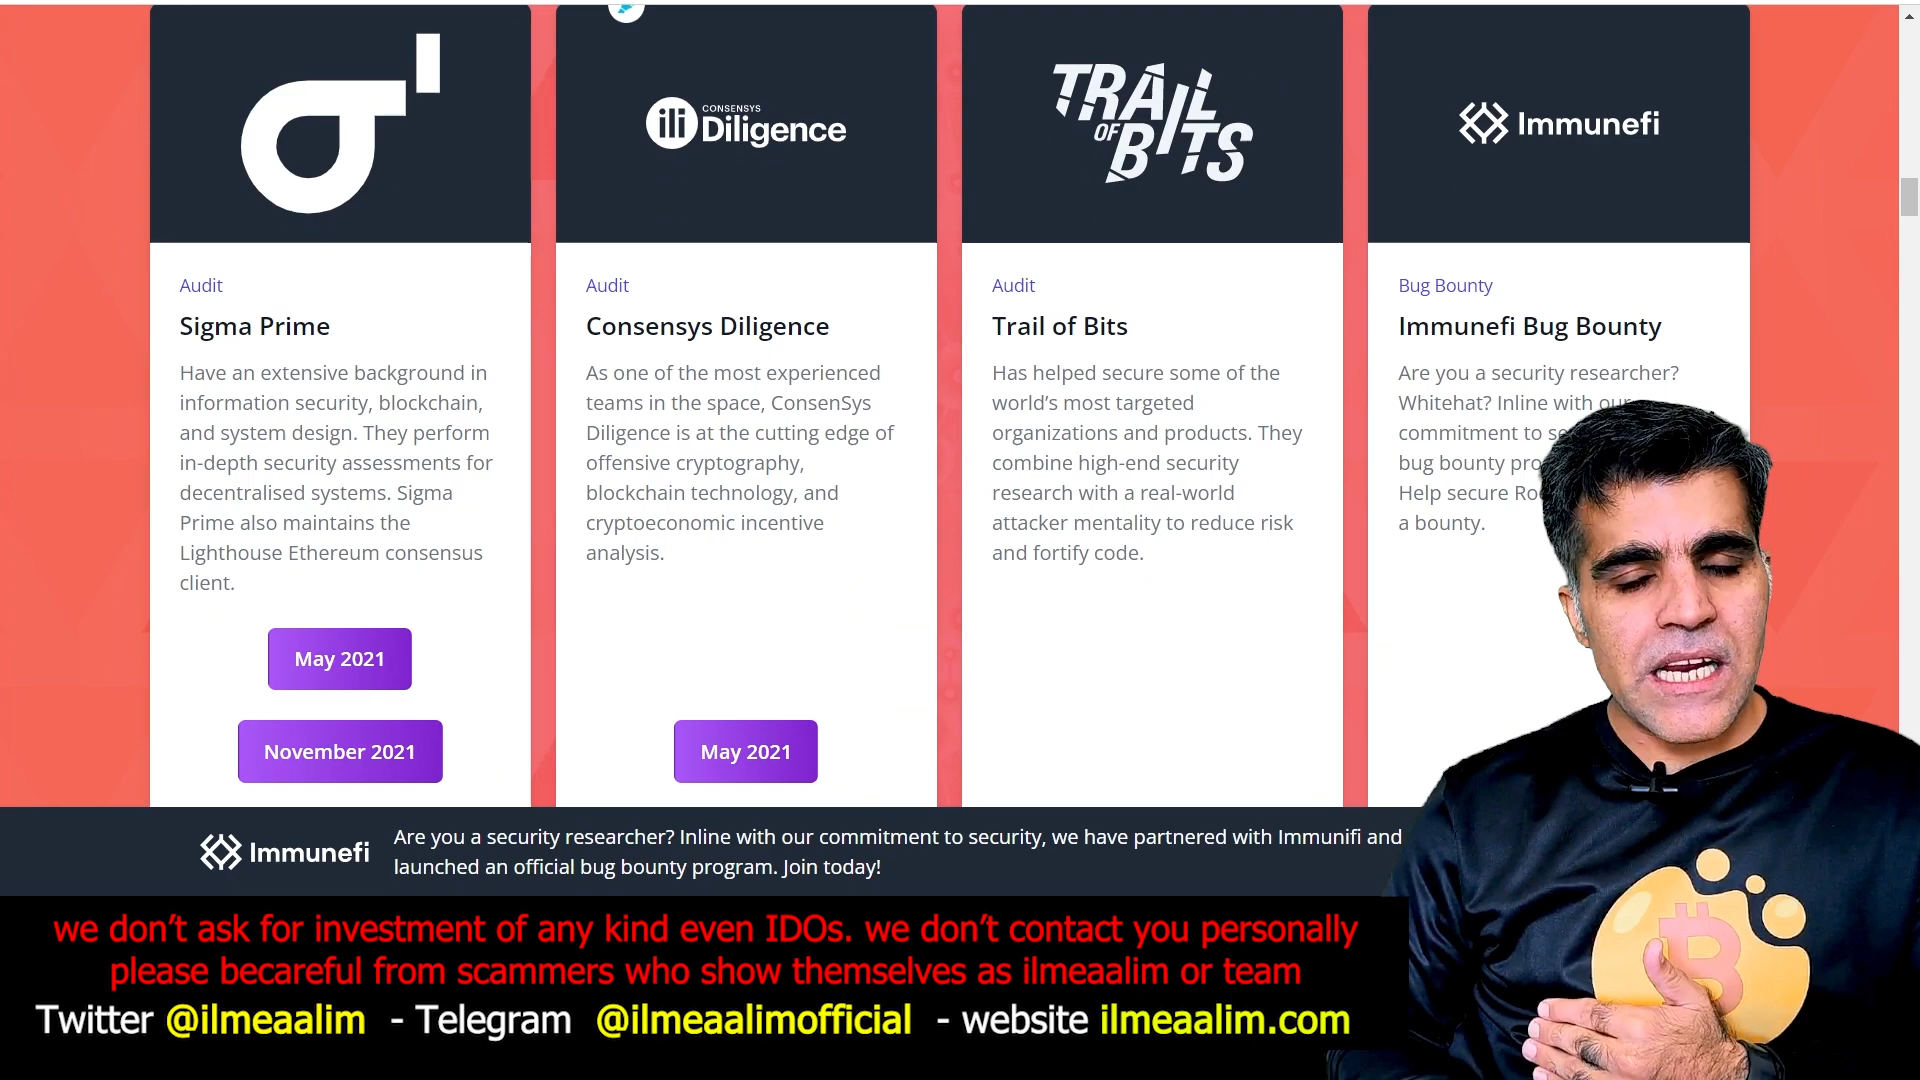 CONSENSYS
Diligence
TRAIL
OF
BITS
Immunefi
Audit
Sigma Prime
Have an extensive background in
information security, blockchain,
and system design. They perform
in-depth security assessments for
decentralised systems. Sigma
Prime also maintains the
Lighthouse Ethereum consensus
client.
May 2021
November 2021
Audit
Consensys Diligence
As one of the most experienced
teams in the space, ConsenSys
Diligence is at the cutting edge of
offensive cryptography,
blockchain technology, and
cryptoeconomic incentive
analysis.
May 2021
Audit
Trail of Bits
Has helped secure some of the
world's most targeted
organizations and products. They
combine high-end security
research with a real-world
attacker mentality to reduce risk
and fortify code.
Bug Bounty
Immunefi Bug Bounty
Are you a security researcher?
Whitehat? Inline with our
commitment to
bug bounty
Help secure
a bounty.
Immunefi
Are you a security researcher? Inline with our commitment to security, we have partnered with Immunifi and
launched an official bug bounty program. Join today!
we don't ask for investment of any kind even IDOs. we don't contact you personally
please becareful from scammers who show themselves as ilmeaalim or team
Twitter @ilmeaalim - Telegram @ilmeaalimofficial - website ilmeaalim.com